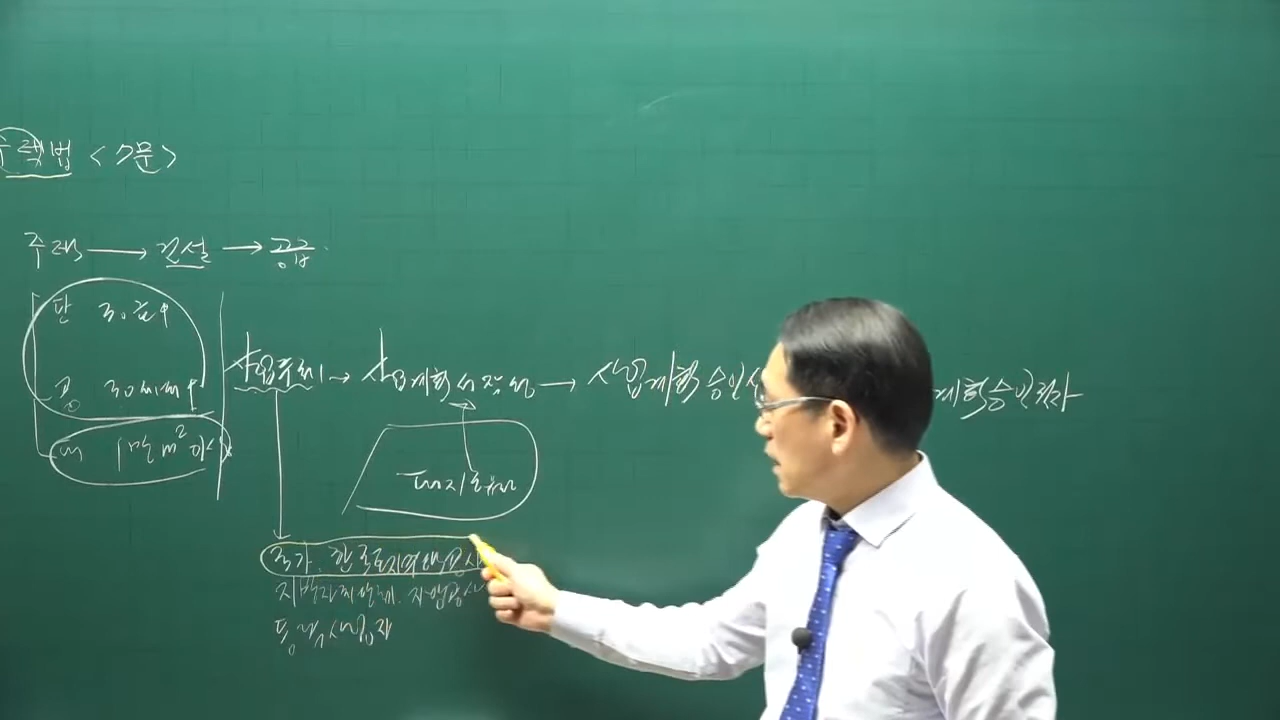 주택법 <7문>
주택 → 건설 → 공급.
단 30호↑
공 30세대↑
대 1만m² 이상
사업주체 → 사업계획서작성 → 사업계획승인신 계획승인권자
토지소유자
국가. 한국토지주택공사
지방자치단체. 지방공사
등록사업자